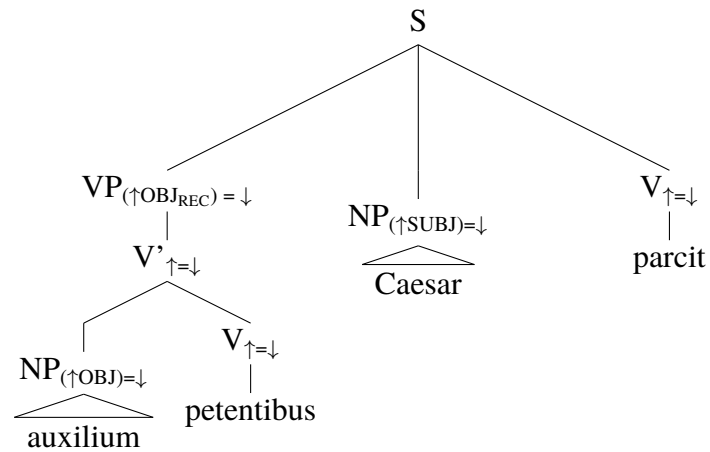 S
VP(↑OBJREC) = ↓
NP(↑SUBJ)=↓
V↑=↓
V’↑=↓
Caesar
parcit
NP(↑OBJ)=↓
V↑=↓
auxilium
petentibus